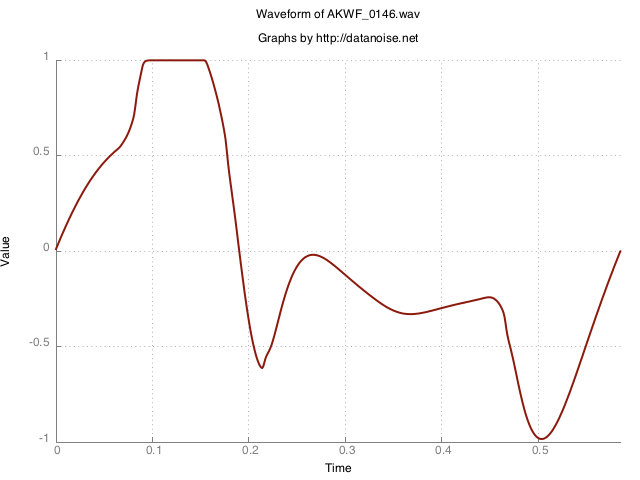 Waveform of AKWF_0146.wav
Graphs by http://datanoise.net
1
0.5
0
-0.5
-1
Value
0 0.1 0.2 0.3 0.4 0.5
Time